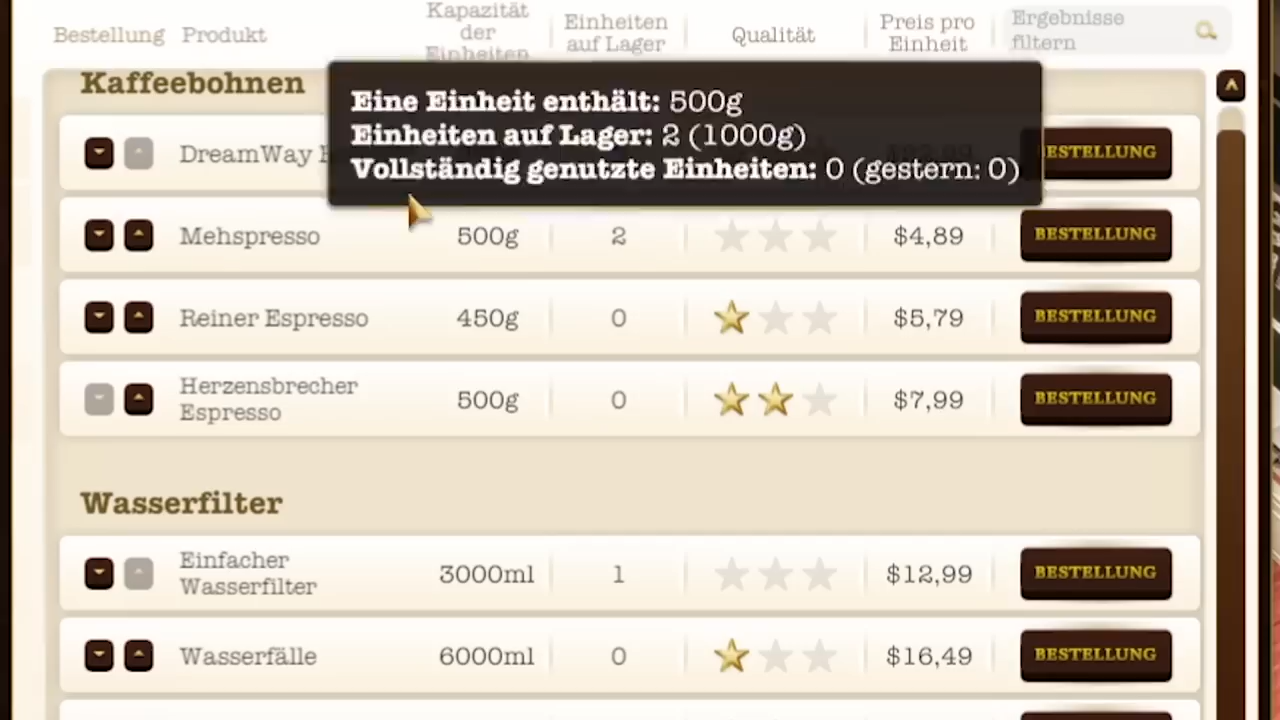 Bestellung
Produkt
Kapazität
der
Einheiten
Einheiten
auf Lager
Qualität
Preis pro
Einheit
Ergebnisse
filtern
Kaffeebohnen
Eine Einheit enthält: 500g
Einheiten auf Lager: 2 (1000g)
Vollständig genutzte Einheiten: 0 (gestern: 0)
DreamWay
BESTELLUNG
Mehspresso
500g
2
$4,89
BESTELLUNG
Reiner Espresso
450g
0
$5,79
BESTELLUNG
Herzensbrecher
Espresso
500g
0
$7,99
BESTELLUNG
Wasserfilter
Einfacher
Wasserfilter
3000ml
1
$12,99
BESTELLUNG
Wasserfälle
6000ml
0
$16,49
BESTELLUNG